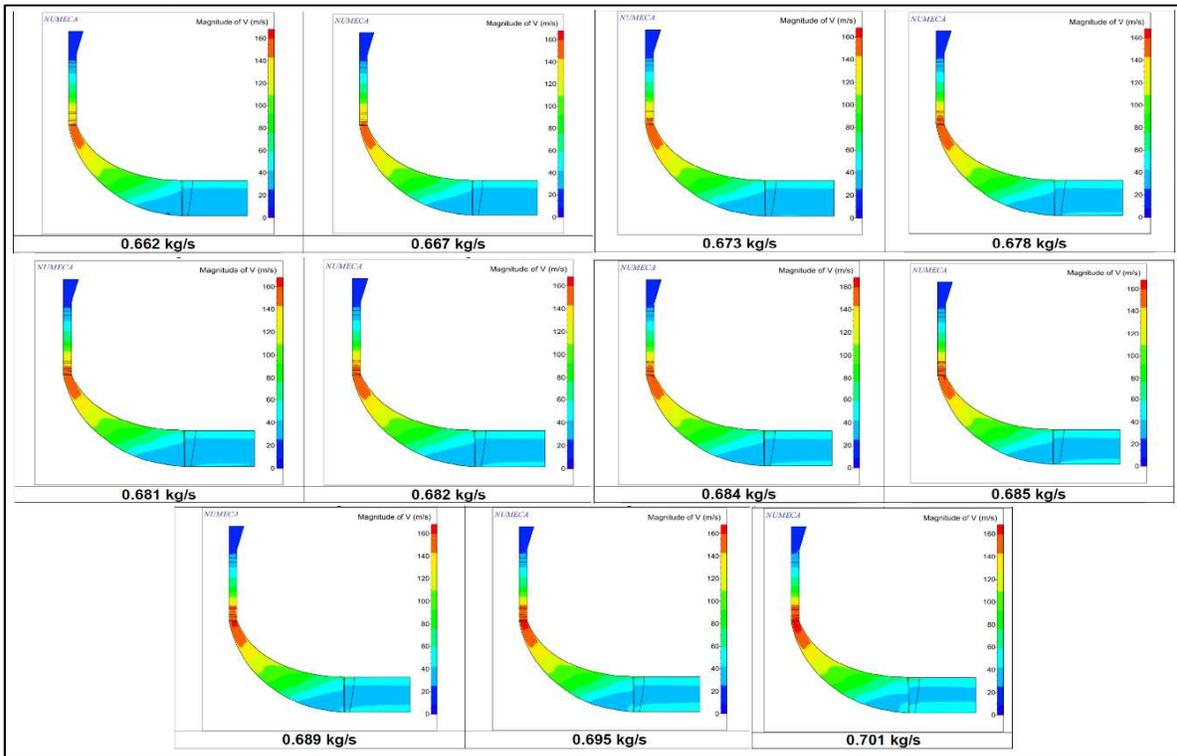 NUMECA Magnitude of V (m/s) NUMECA Magnitude of V (m/s) NUMECA Magnitude of V (m/s) NUMECA Magnitude of V (m/s)
160 160 160 160
140 140 140 140
120 120 120 120
100 100 100 100
80 80 80 80
60 60 60 60
40 40 40 40
20 20 20 20
0 0 0 0
0.662 kg/s 0.667 kg/s 0.673 kg/s 0.678 kg/s
NUMECA Magnitude of V (m/s) NUMECA Magnitude of V (m/s) NUMECA Magnitude of V (m/s) NUMECA Magnitude of V (m/s)
160 160 160 160
140 140 140 140
120 120 120 120
100 100 100 100
80 80 80 80
60 60 60 60
40 40 40 40
20 20 20 20
0 0 0 0
0.681 kg/s 0.682 kg/s 0.684 kg/s 0.685 kg/s
NUMECA Magnitude of V (m/s) NUMECA Magnitude of V (m/s) NUMECA Magnitude of V (m/s)
160 160 160
140 140 140
120 120 120
100 100 100
80 80 80
60 60 60
40 40 40
20 20 20
0 0 0
0.689 kg/s 0.695 kg/s 0.701 kg/s